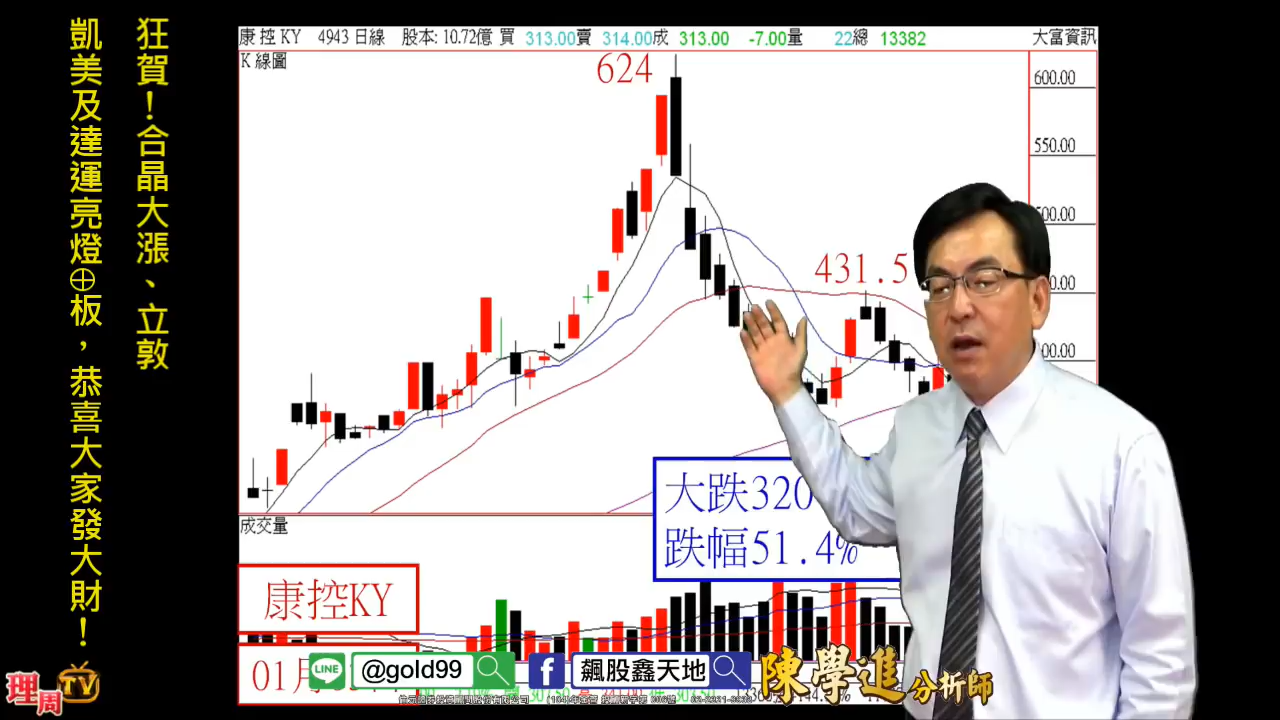 狂賀！合晶大漲、立敦
凱美及達運亮燈⊕板，恭喜大家發大財！
康控KY 4943 日線 股本: 10.72億 買 313.00賣 314.00成 313.00 -7.00量 22總 13382 大富資訊
K 線圖
624
431.5
600.00
550.00
大跌320
跌幅51.4%
成交量
康控KY
01月
LINE @gold99
飆股鑫天地
陳學進分析師
理周TV